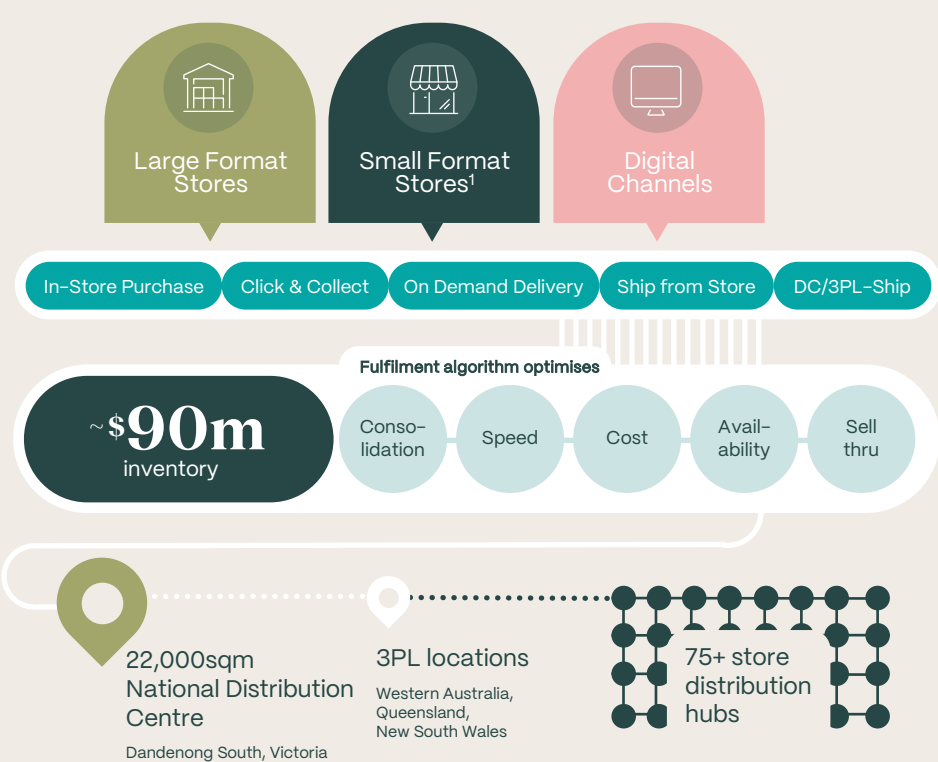 Large Format
Stores
Small Format
Stores¹
Digital
Channels
In-Store Purchase
Click & Collect
On Demand Delivery
Ship from Store
DC/3PL-Ship
Fulfilment algorithm optimises
~$90m
inventory
Conso-
lidation
Speed
Cost
Avail-
ability
Sell
thru
22,000sqm
National Distribution
Centre
Dandenong South, Victoria
3PL locations
Western Australia,
Queensland,
New South Wales
75+ store
distribution
hubs